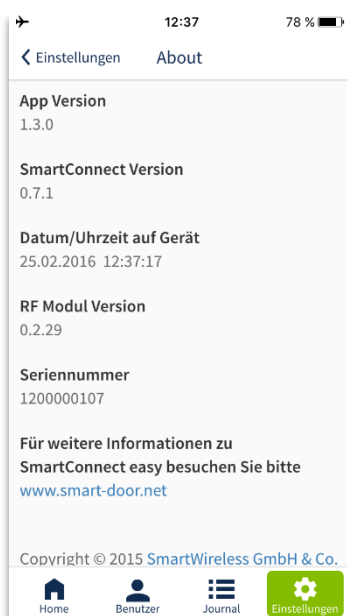 12:37 78 %
Einstellungen About
App Version
1.3.0
SmartConnect Version
0.7.1
Datum/Uhrzeit auf Gerät
25.02.2016 12:37:17
RF Modul Version
0.2.29
Seriennummer
1200000107
Für weitere Informationen zu
SmartConnect easy besuchen Sie bitte
www.smart-door.net
Copyright © 2015 SmartWireless GmbH & Co.
Home Benutzer Journal Einstellungen